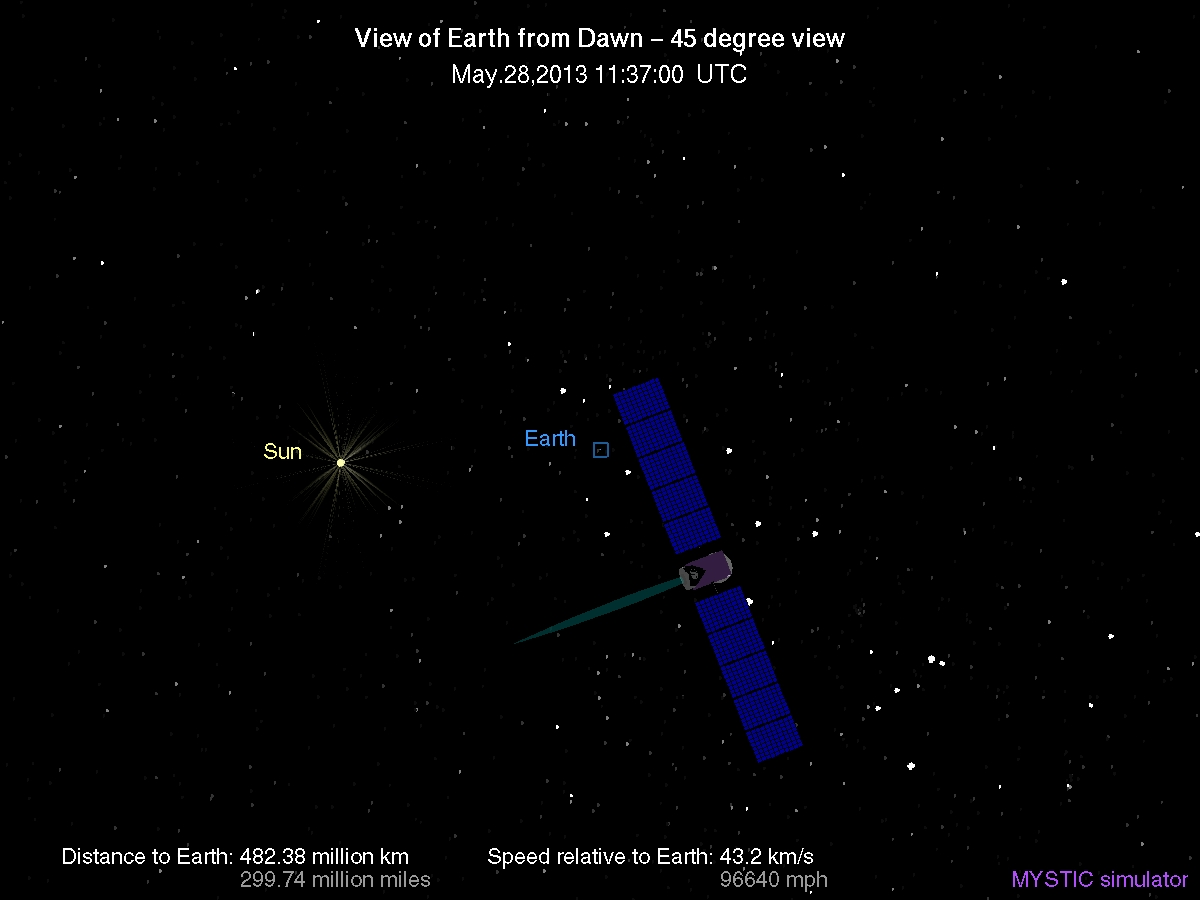 View of Earth from Dawn – 45 degree view
May.28,2013 11:37:00 UTC
Earth
Sun
Distance to Earth: 482.38 million km
299.74 million miles
Speed relative to Earth: 43.2 km/s
96640 mph
MYSTIC simulator